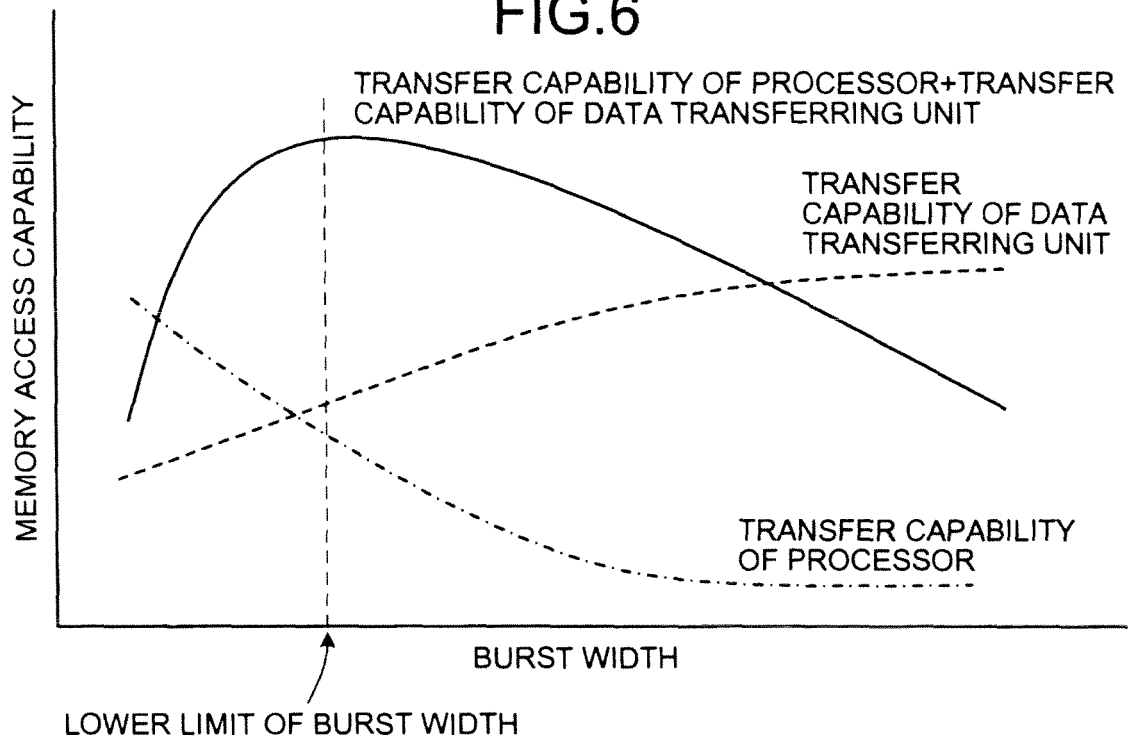 FIG.6
TRANSFER CAPABILITY OF PROCESSOR+TRANSFER
CAPABILITY OF DATA TRANSFERRING UNIT
TRANSFER
CAPABILITY OF DATA
TRANSFERRING UNIT
MEMORY ACCESS CAPABILITY
TRANSFER CAPABILITY
OF PROCESSOR
BURST WIDTH
LOWER LIMIT OF BURST WIDTH